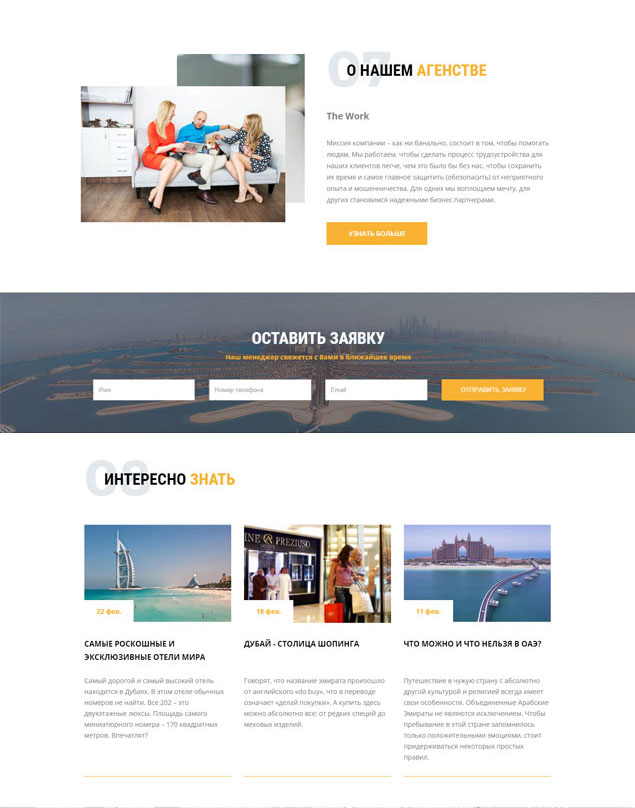 07
О НАШЕМ АГЕНСТВЕ
The Work
Миссия компании – как ни банально, состоит в том, чтобы помогать
людям. Мы работаем, чтобы сделать процесс трудоустройства для
наших клиентов легче, чем это было бы без нас, чтобы сохранить
их время и самое главное защитить (обезопасить) от неприятного
опыта и мошенничества. Для одних мы воплощаем мечту, для
других становимся надежными бизнес партнерами.
УЗНАТЬ БОЛЬШЕ
ОСТАВИТЬ ЗАЯВКУ
Наш менеджер свяжется с Вами в ближайшее время
Имя
Номер телефона
Email
ОТПРАВИТЬ ЗАЯВКУ
08
ИНТЕРЕСНО ЗНАТЬ
22 фев.
САМЫЕ РОСКОШНЫЕ И
ЭКСКЛЮЗИВНЫЕ ОТЕЛИ МИРА
Самый дорогой и самый высокий отель
находится в Дубаях. В этом отеле обычных
номеров не найти. Все 202 – это
двухэтажные люксы. Площадь самого
миниатюрного номера – 170 квадратных
метров. Впечатляет?
INE PREZIUSO
18 фев.
ДУБАЙ - СТОЛИЦА ШОПИНГА
Говорят, что название эмирата произошло
от английского «do buy», что в переводе
означает «делай покупки». А купить здесь
можно абсолютно все: от редких специй до
меховых изделий.
11 фев.
ЧТО МОЖНО И ЧТО НЕЛЬЗЯ В ОАЭ?
Путешествие в чужую страну с абсолютно
другой культурой и религией всегда имеет
свои особенности. Объединенные Арабские
Эмираты не являются исключением. Чтобы
пребывание в этой стране запомнилось
только положительными эмоциями, стоит
придерживаться некоторых простых
правил.